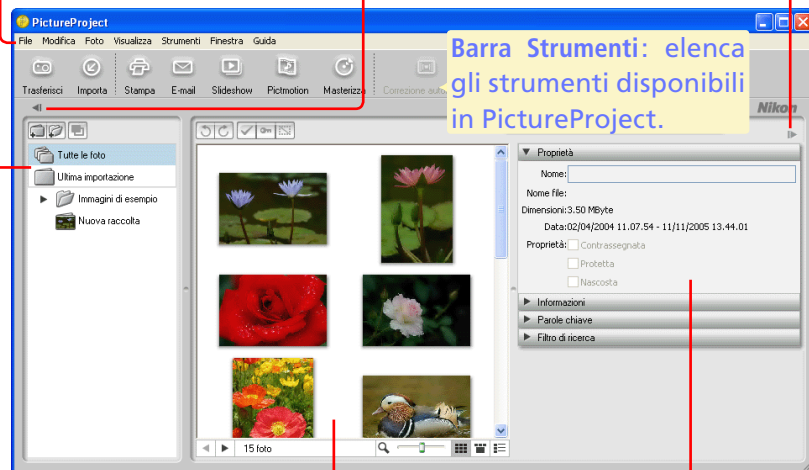 PictureProject
File Modifica Foto Visualizza Strumenti Finestra Guida
Barra Strumenti: elenca
gli strumenti disponibili
in PictureProject.
Trasferisci Importa Stampa E-mail Slideshow Pictmotion Masterizza Correzione auto
Nikon
Tutte le foto
Ultima importazione
Immagini di esempio
Nuova raccolta
Proprietà
Nome:
Nome file:
Dimensioni:3.50 MByte
Data:02/04/2004 11.07.54 - 11/11/2005 13.44.01
Proprietà: Contrassegnata
Protetta
Nascosta
Informazioni
Parole chiave
Filtro di ricerca
15 foto